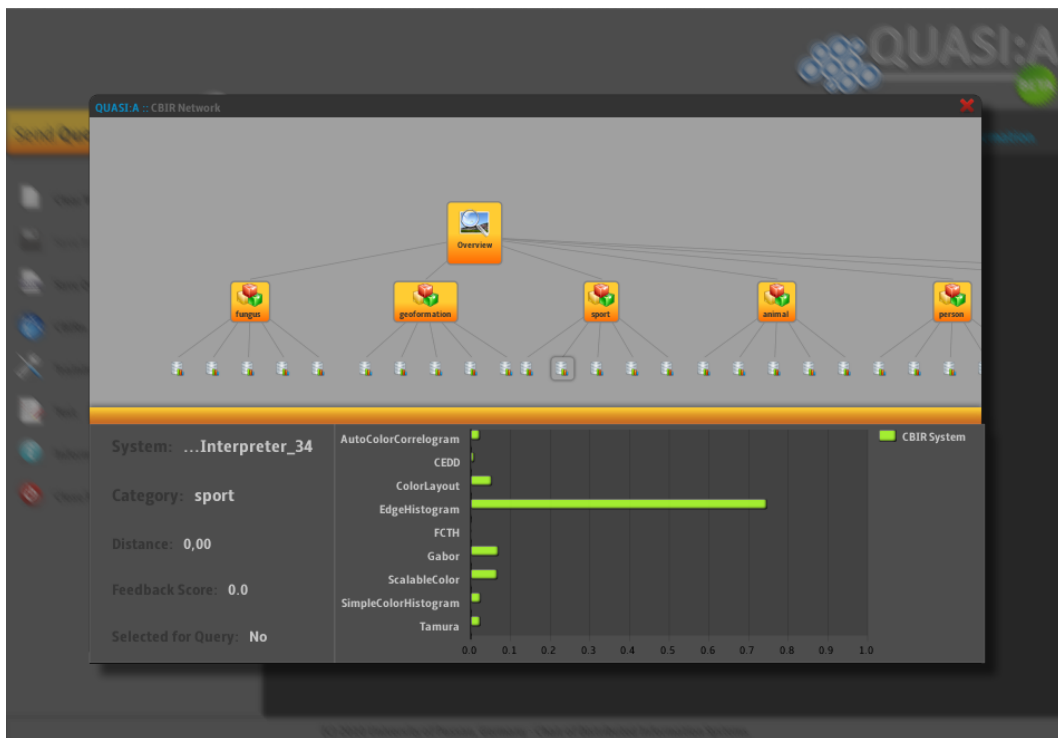 QUASI:A
BETA
Send Que
QUASI:A :: CBIR Network
Overview
fungus
geoformation
sport
animal
person
System: ...Interpreter_34
Category: sport
Distance: 0,00
Feedback Score: 0.0
Selected for Query: No
AutoColorCorrelogram
CEDD
ColorLayout
EdgeHistogram
FCTH
Gabor
ScalableColor
SimpleColorHistogram
Tamura
0.0 0.1 0.2 0.3 0.4 0.5 0.6 0.7 0.8 0.9 1.0
CBIR System